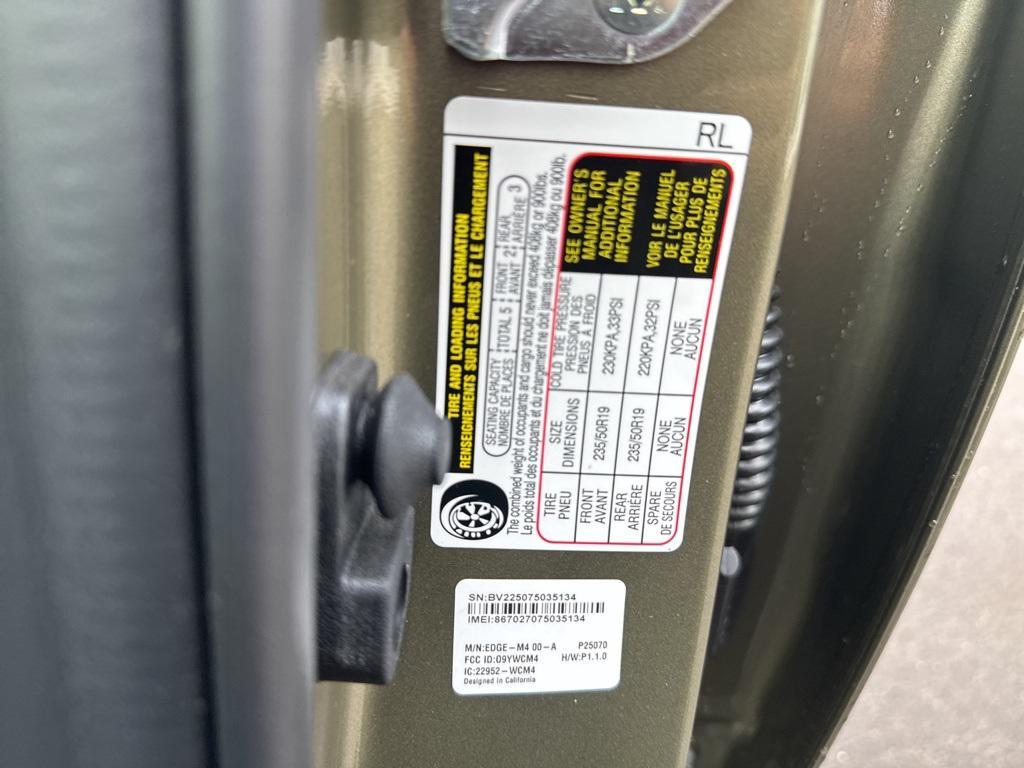 RL
TIRE AND LOADING INFORMATION
RENSEIGNEMENTS SUR LES PNEUS ET LE CHARGEMENT
SEATING CAPACITY TOTAL 5 FRONT 2 REAR 3
NOMBRE DE PLACES AVANT ARRIÈRE
The combined weight of occupants and cargo should never exceed 408kg or 900lbs.
Le poids total des occupants et du chargement ne doit jamais dépasser 408kg ou 900lb.
TIRE SIZE COLD TIRE PRESSURE
PNEU DIMENSIONS PRESSION DES
PNEUS À FROID
FRONT 235/50R19 230KPA,33PSI
AVANT
REAR 235/50R19 220KPA,32PSI
ARRIERE
SPARE NONE NONE
DE SECOURS AUCUN AUCUN
SEE OWNER'S
MANUAL FOR
ADDITIONAL
INFORMATION
VOIR LE MANUEL
DE L'USAGER
POUR PLUS DE
RENSEIGNEMENTS
SN:BV225075035134
IMEI:867027075035134
M/N:EDGE-M4 00-A P25070
FCC ID:O9YWCM4 H/W:P1.1.0
IC:22952-WCM4
Designed in California